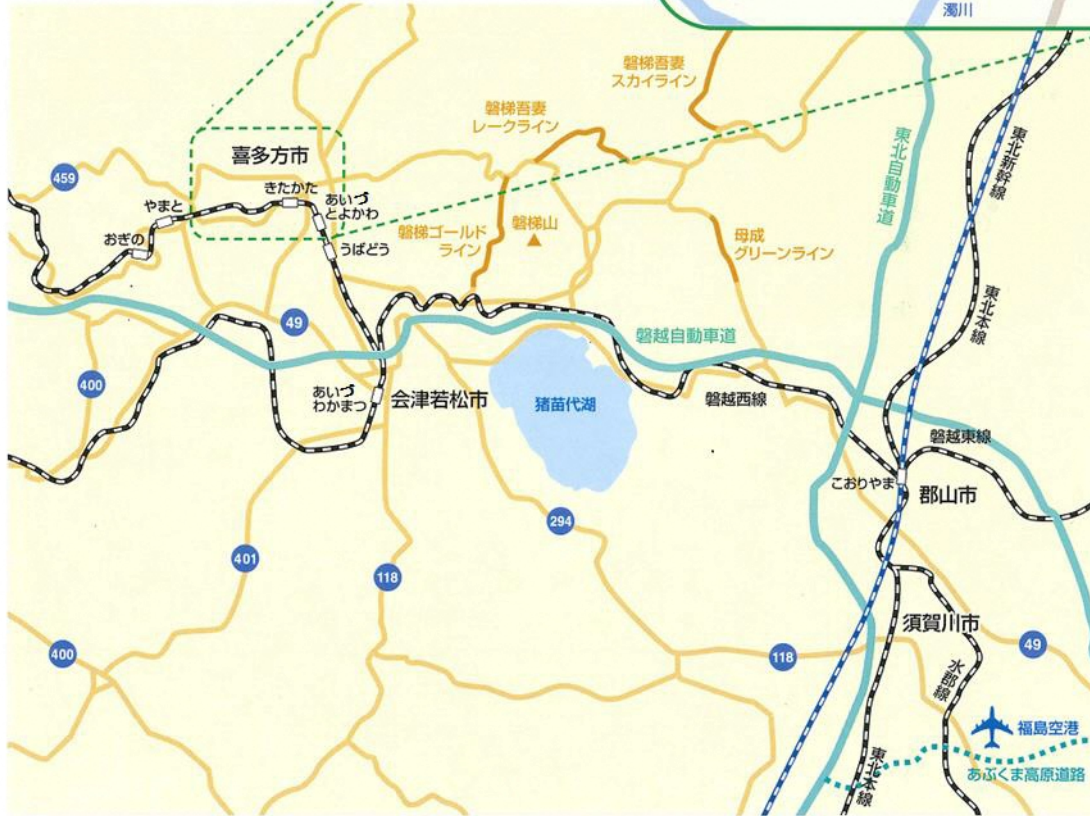 濁川
磐梯吾妻
スカイライン
磐梯吾妻
レークライン
東北自動車道
東北新幹線
喜多方市
459
きたかた
やまと
あいづ
とよかわ
おぎの
うばどう
磐梯ゴールド
ライン
磐梯山
母成
グリーンライン
東北本線
49
磐越自動車道
400
あいづ
わかまつ
会津若松市
猪苗代湖
磐越西線
磐越東線
こおりやま
郡山市
294
401
118
須賀川市
400
118
49
水郡線
福島空港
東北本線
あぶくま高原道路